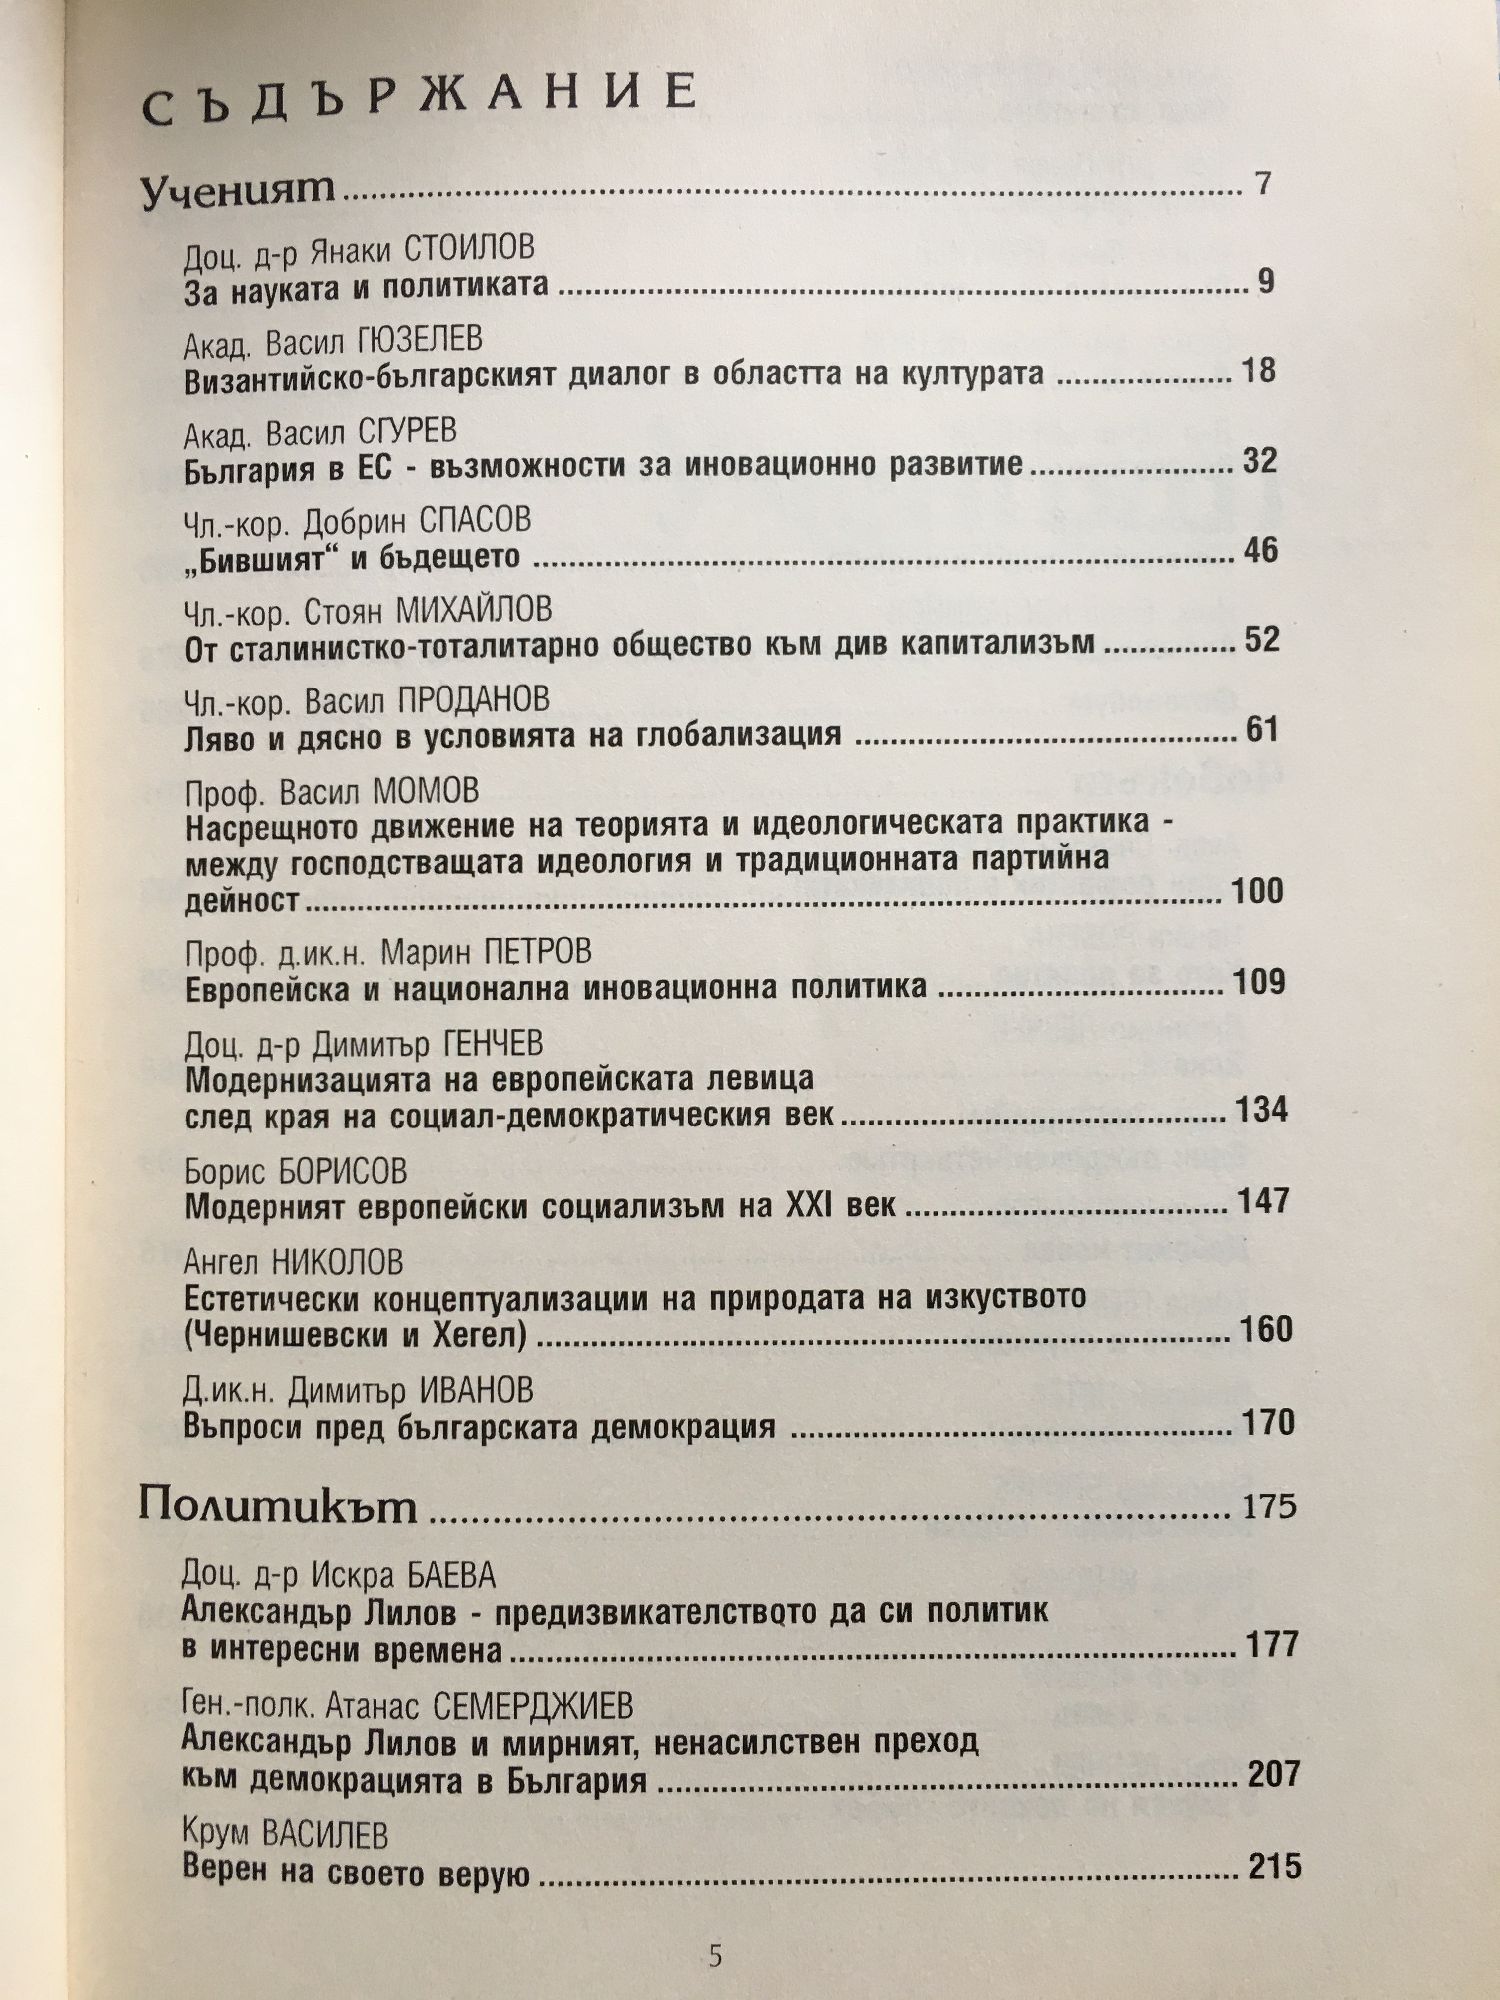 СЪДЪРЖАНИЕ
Ученият ........ 7
Доц. д-р Янаки СТОИЛОВ
За науката и политиката ........ 9
Акад. Васил ГЮЗЕЛЕВ
Византийско-българският диалог в областта на културата ........ 18
Акад. Васил СГУРЕВ
България в ЕС - възможности за иновационно развитие ........ 32
Чл.-кор. Добрин СПАСОВ
„Бившият“ и бъдещето ........ 46
Чл.-кор. Стоян МИХАЙЛОВ
От сталинистко-тоталитарно общество към див капитализъм ........ 52
Чл.-кор. Васил ПРОДАНОВ
Ляво и дясно в условията на глобализация ........ 61
Проф. Васил МОМОВ
Насрещното движение на теорията и идеологическата практика -
между господстващата идеология и традиционната партийна
дейност ........ 100
Проф. д.ик.н. Марин ПЕТРОВ
Европейска и национална иновационна политика ........ 109
Доц. д-р Димитър ГЕНЧЕВ
Модернизацията на европейската левица
след края на социал-демократическия век ........ 134
Борис БОРИСОВ
Модерният европейски социализъм на XXI век ........ 147
Ангел НИКОЛОВ
Естетически концептуализации на природата на изкуството
(Чернишевски и Хегел) ........ 160
Д.ик.н. Димитър ИВАНОВ
Въпроси пред българската демокрация ........ 170
Политикът ........ 175
Доц. д-р Искра БАЕВА
Александър Лилов - предизвикателството да си политик
в интересни времена ........ 177
Ген.-полк. Атанас СЕМЕРДЖИЕВ
Александър Лилов и мирният, ненасилствен преход
към демокрацията в България ........ 207
Крум ВАСИЛЕВ
Верен на своето верую ........ 215
5